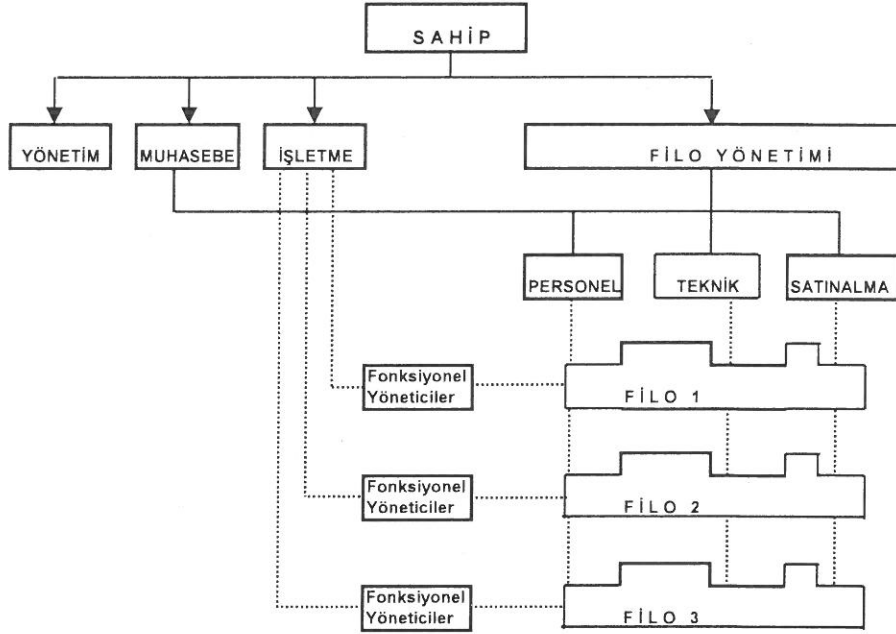 SAHİP
YÖNETİM
MUHASEBE
İŞLETME
FİLO YÖNETİMİ
PERSONEL
TEKNİK
SATINALMA
Fonksiyonel
Yöneticiler
FİLO 1
Fonksiyonel
Yöneticiler
FİLO 2
Fonksiyonel
Yöneticiler
FİLO 3